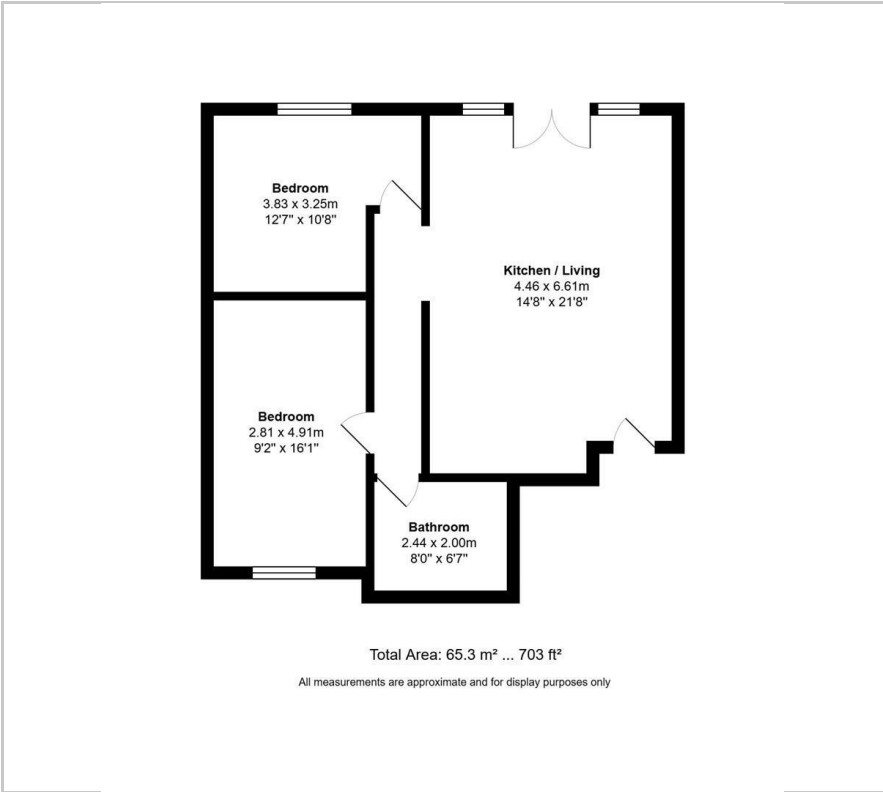 Bedroom
3.83 x 3.25m
12'7" x 10'8"
Kitchen / Living
4.46 x 6.61m
14'8" x 21'8"
Bedroom
2.81 x 4.91m
9'2" x 16'1"
Bathroom
2.44 x 2.00m
8'0" x 6'7"
Total Area: 65.3 m² ... 703 ft²
All measurements are approximate and for display purposes only